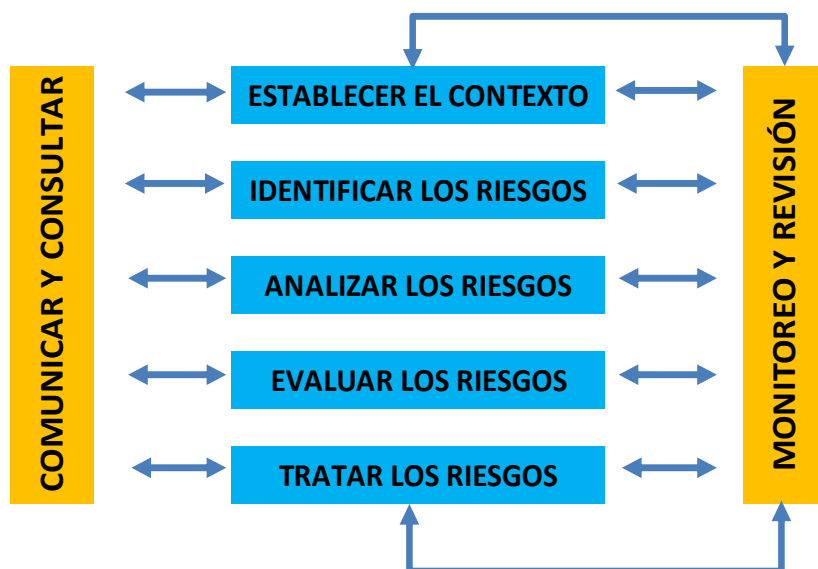 COMUNICAR Y CONSULTAR
ESTABLECER EL CONTEXTO
IDENTIFICAR LOS RIESGOS
ANALIZAR LOS RIESGOS
EVALUAR LOS RIESGOS
TRATAR LOS RIESGOS
MONITOREO Y REVISIÓN